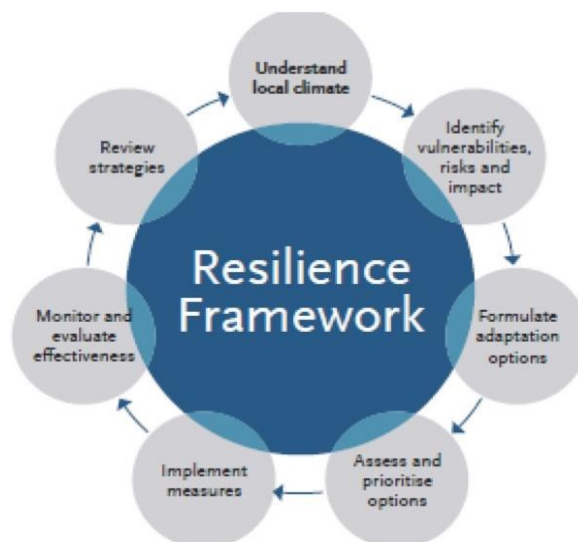 Understand
local climate
Identify
vulnerabilities,
risks and
impact
Formulate
adaptation
options
Assess and
prioritise
options
Implement
measures
Monitor and
evaluate
effectiveness
Review
strategies
Resilience
Framework